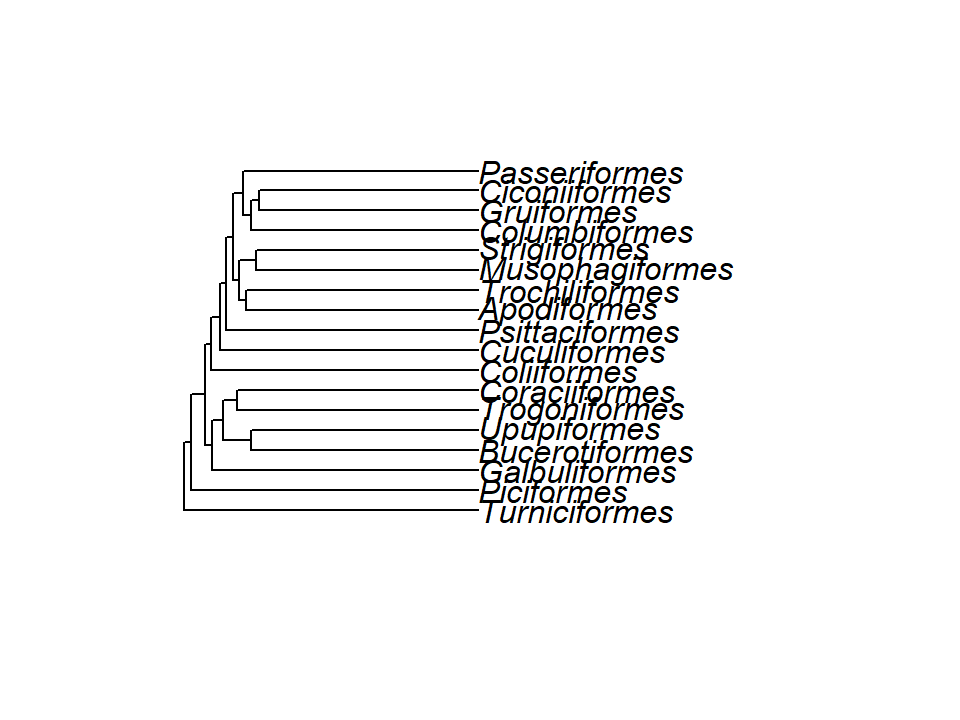 Passeriformes
Ciconiiformes
Gruiformes
Columbiformes
Strigiformes
Musophagiformes
Trochiliformes
Apodiformes
Psittaciformes
Cuculiformes
Coliiformes
Coraciiformes
Trogoniformes
Upupiformes
Bucerotiformes
Galbuliformes
Piciformes
Turniciformes